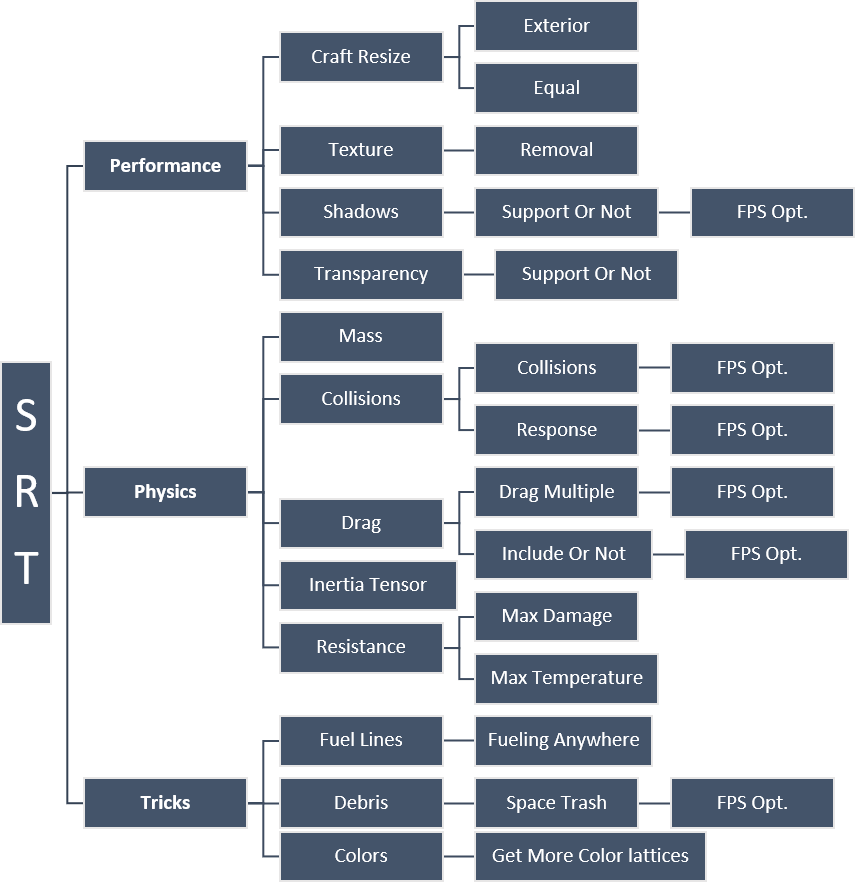 S
R
T
Performance
Craft Resize
Exterior
Equal
Texture
Removal
Shadows
Support Or Not
FPS Opt.
Transparency
Support Or Not
Physics
Mass
Collisions
Collisions
FPS Opt.
Response
FPS Opt.
Drag
Drag Multiple
FPS Opt.
Include Or Not
FPS Opt.
Inertia Tensor
Resistance
Max Damage
Max Temperature
Tricks
Fuel Lines
Fueling Anywhere
Debris
Space Trash
FPS Opt.
Colors
Get More Color lattices